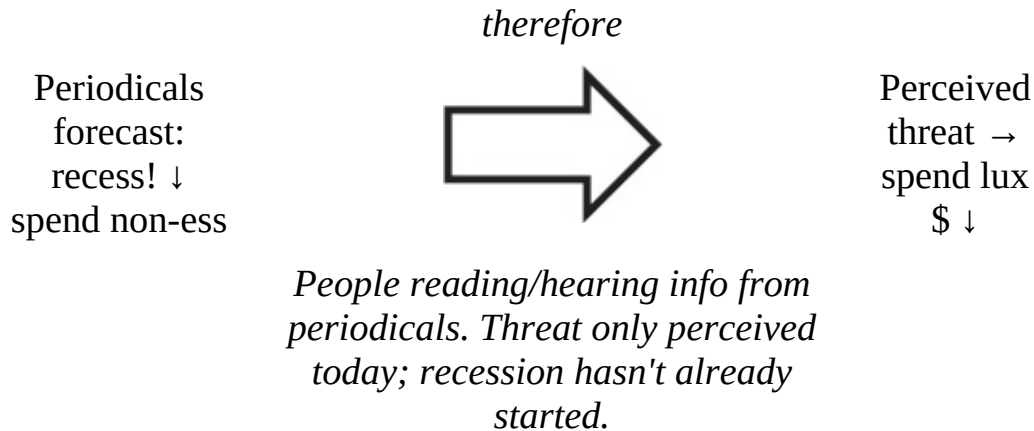 therefore
Periodicals
forecast:
recess! ↓
spend non-ess
Perceived
threat →
spend lux
$ ↓
People reading/hearing info from
periodicals. Threat only perceived
today; recession hasn't already
started.